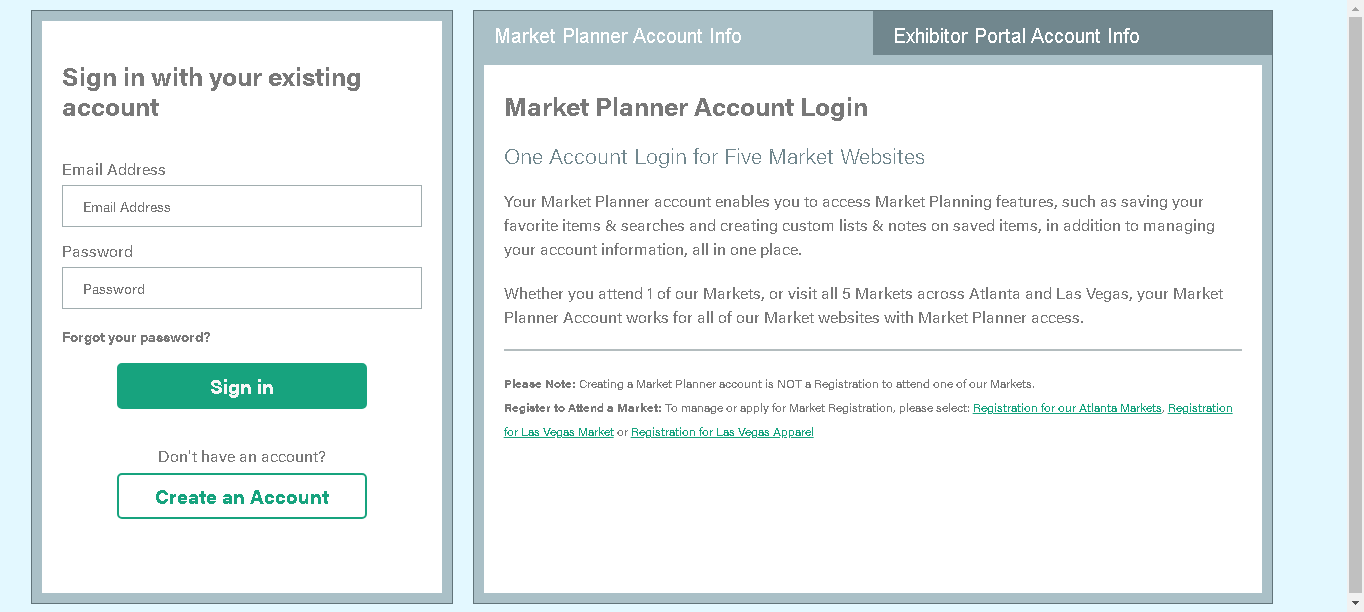 Sign in with your existing
account
Email Address
Email Address
Password
Password
Forgot your password?
Sign in
Don't have an account?
Create an Account
Market Planner Account Info
Exhibitor Portal Account Info
Market Planner Account Login
One Account Login for Five Market Websites
Your Market Planner account enables you to access Market Planning features, such as saving your
favorite items & searches and creating custom lists & notes on saved items, in addition to managing
your account information, all in one place.
Whether you attend 1 of our Markets, or visit all 5 Markets across Atlanta and Las Vegas, your Market
Planner Account works for all of our Market websites with Market Planner access.
Please Note: Creating a Market Planner account is NOT a Registration to attend one of our Markets.
Register to Attend a Market: To manage or apply for Market Registration, please select: Registration for our Atlanta Markets, Registration
for Las Vegas Market or Registration for Las Vegas Apparel